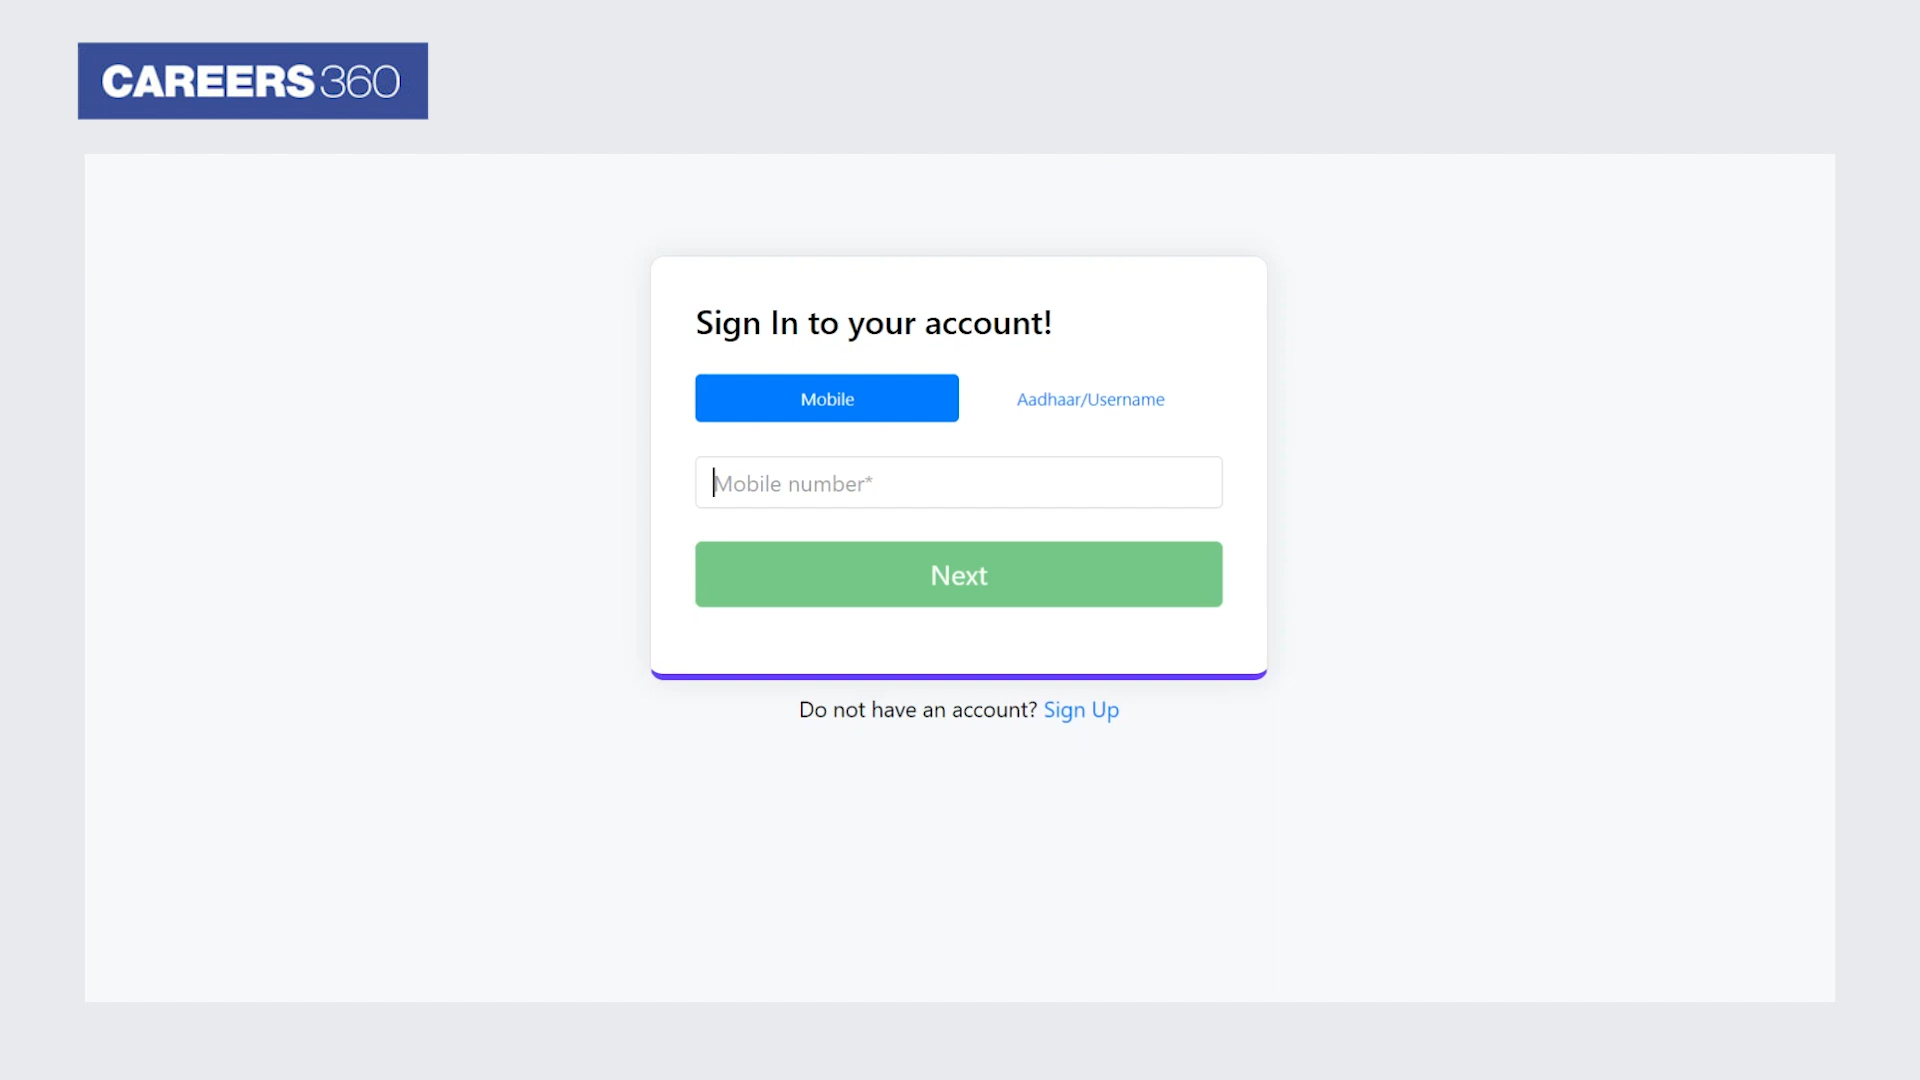 CAREERS360
Sign In to your account!
Mobile
Aadhaar/Username
Mobile number*
Next
Do not have an account? Sign Up